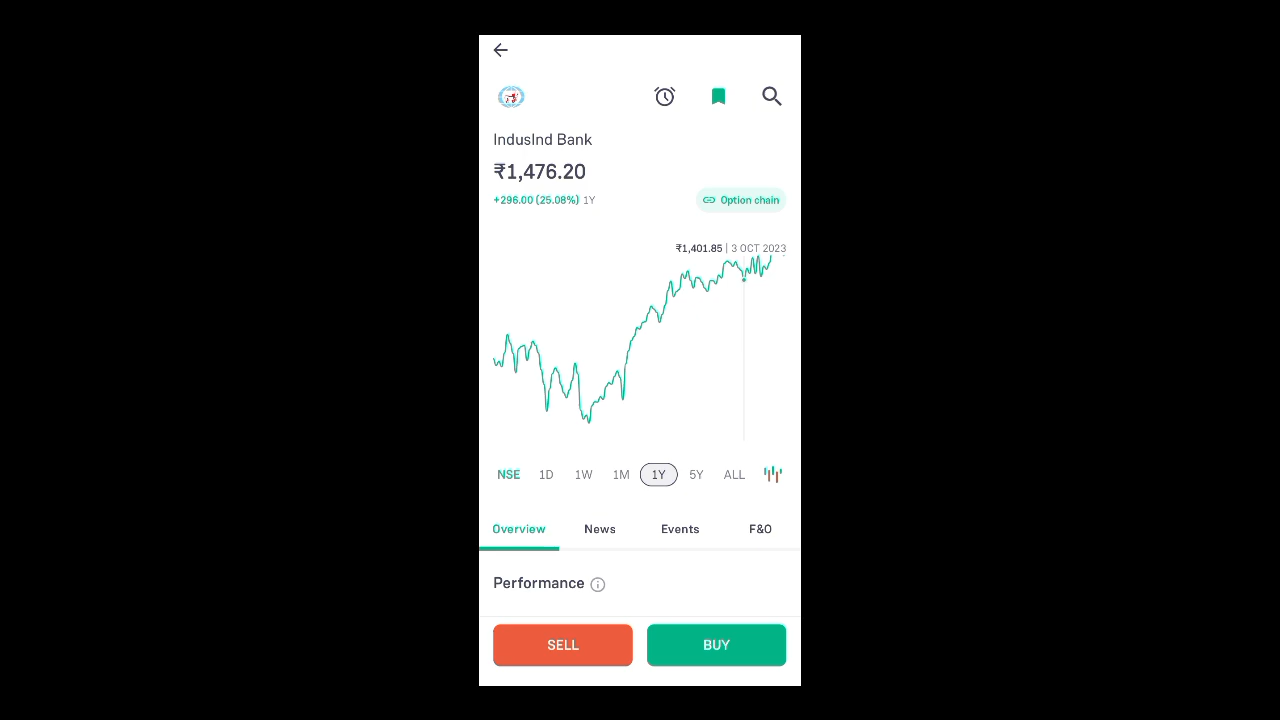 IndusInd Bank
₹1,476.20
+296.00 (25.08%) 1Y
Option chain
₹1,401.85 | 3 OCT 2023
NSE 1D 1W 1M 1Y 5Y ALL
Overview News Events F&O
Performance
SELL BUY